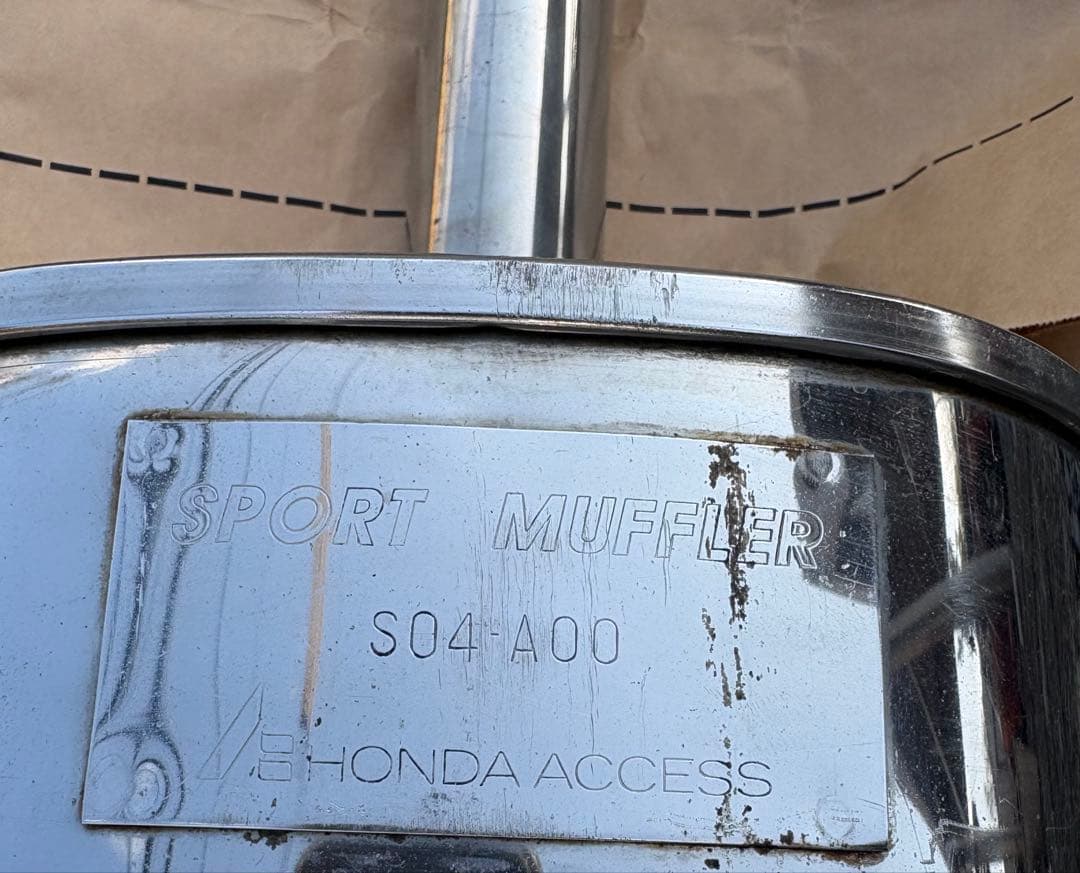 SPORT MUFFLER
S04-A00
HONDA ACCESS